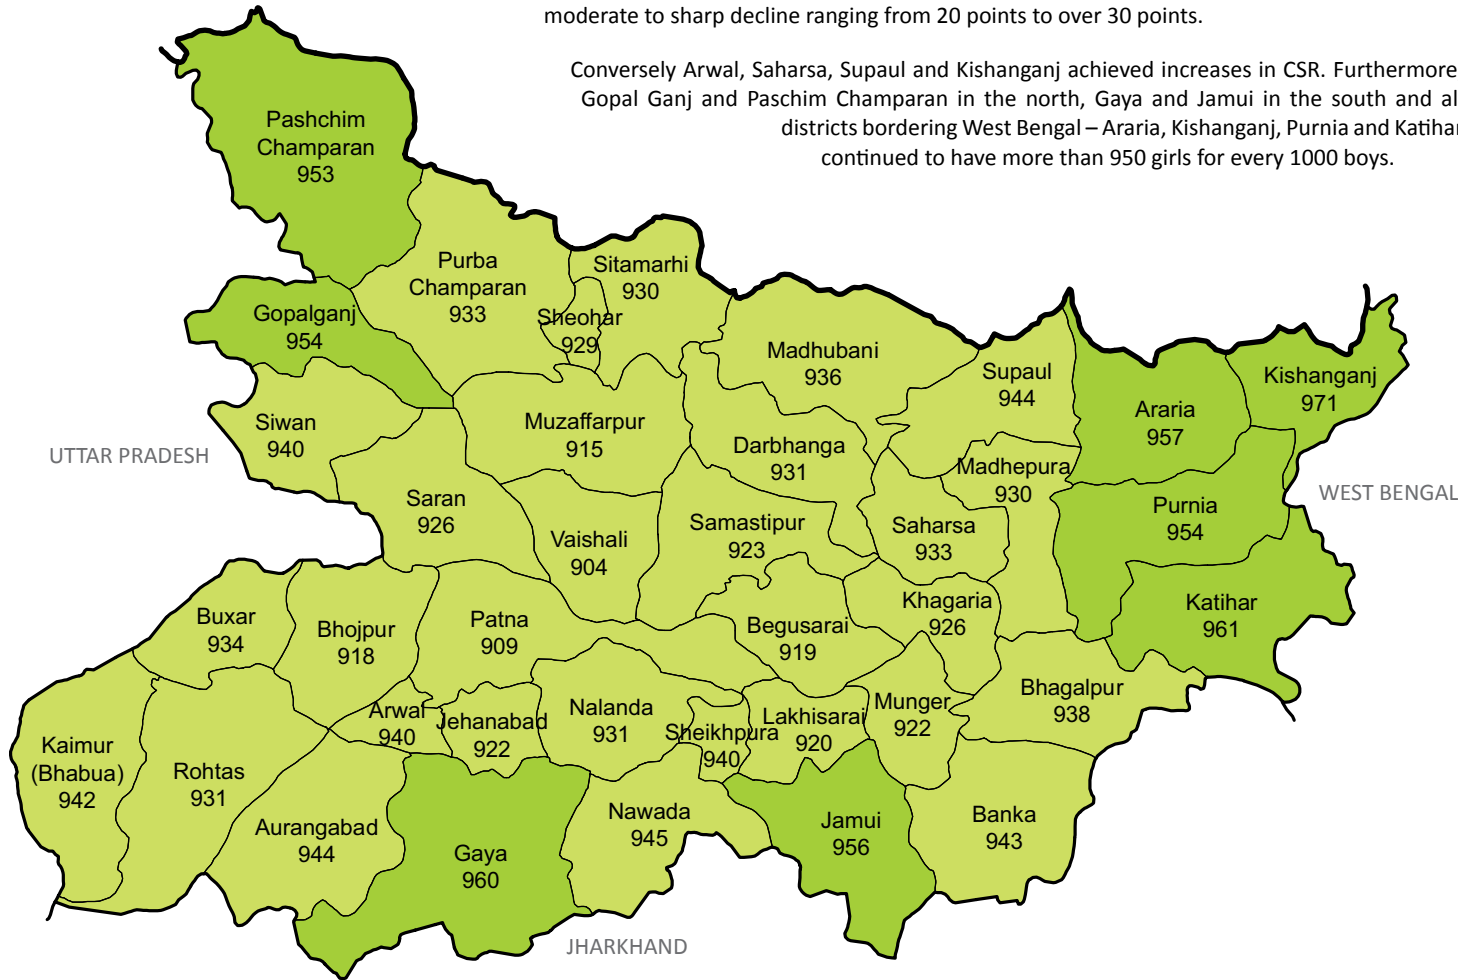 moderate to sharp decline ranging from 20 points to over 30 points.
Conversely Arwal, Saharsa, Supaul and Kishanganj achieved increases in CSR. Furthermore
Gopal Ganj and Paschim Champaran in the north, Gaya and Jamui in the south and al
districts bordering West Bengal – Araria, Kishanganj, Purnia and Katihar
continued to have more than 950 girls for every 1000 boys.
Pashchim
Champaran
953
Purba
Champaran
933
Sitamarhi
930
Sheohar
929
Gopalganj
954
Madhubani
936
Supaul
944
Araria
957
Kishanganj
971
Siwan
940
Muzaffarpur
915
Darbhanga
931
Madhepura
930
UTTAR PRADESH
WEST BENGAL
Saran
926
Vaishali
904
Samastipur
923
Saharsa
933
Purnia
954
Katihar
961
Buxar
934
Bhojpur
918
Patna
909
Begusarai
919
Khagaria
926
Bhagalpur
938
Kaimur
(Bhabua)
942
Rohtas
931
Arwal
940
Jehanabad
922
Nalanda
931
Sheikhpura
940
Lakhisarai
920
Munger
922
Aurangabad
944
Gaya
960
Nawada
945
Jamui
956
Banka
943
JHARKHAND